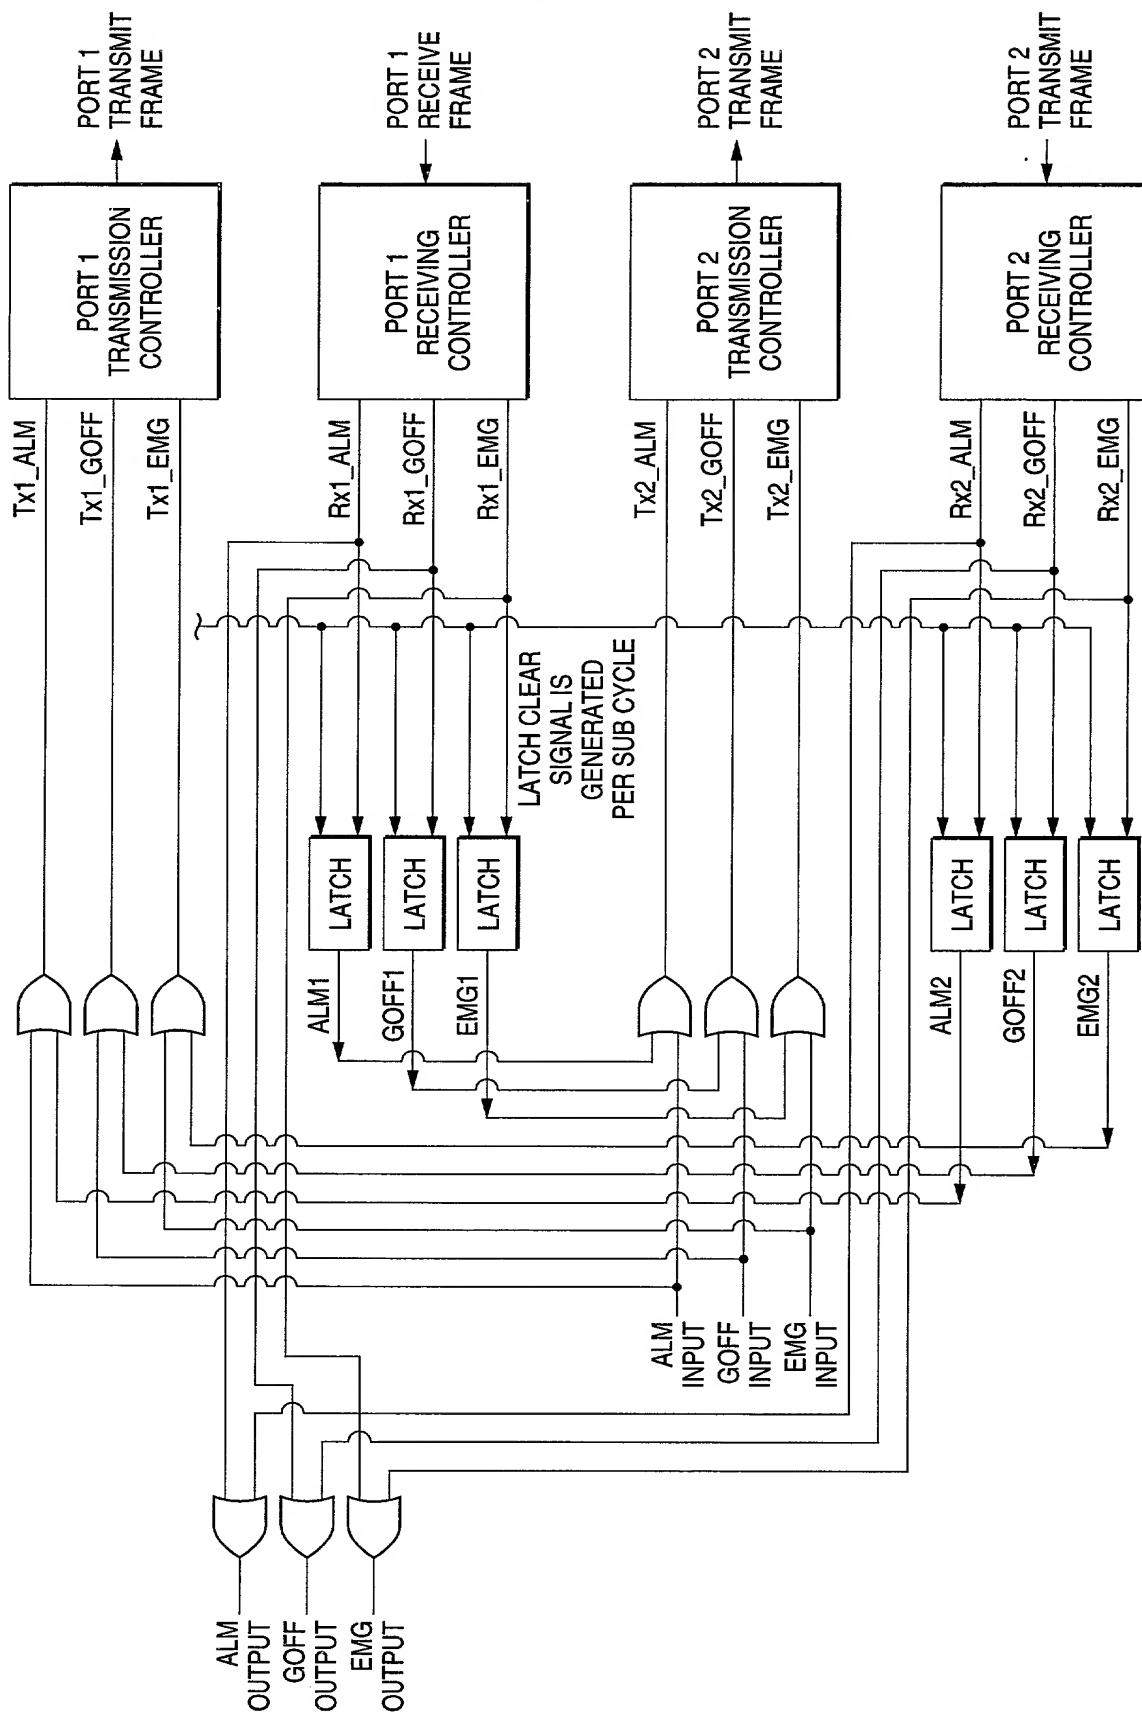 PORT 1
TRANSMIT
FRAME
PORT 1
RECEIVE
FRAME
PORT 2
TRANSMIT
FRAME
PORT 2
TRANSMIT
FRAME
PORT 1
TRANSMISSION
CONTROLLER
PORT 1
RECEIVING
CONTROLLER
PORT 2
TRANSMISSION
CONTROLLER
PORT 2
RECEIVING
CONTROLLER
Tx1_ALM
Tx1_GOFF
Tx1_EMG
Rx1_ALM
Rx1_GOFF
Rx1_EMG
Tx2_ALM
Tx2_GOFF
Tx2_EMG
Rx2_ALM
Rx2_GOFF
Rx2_EMG
LATCH CLEAR
SIGNAL IS
GENERATED
PER SUB CYCLE
LATCH
LATCH
LATCH
LATCH
LATCH
LATCH
ALM1
GOFF1
EMG1
ALM2
GOFF2
EMG2
ALM
INPUT
GOFF
INPUT
EMG
INPUT
ALM
OUTPUT
GOFF
OUTPUT
EMG
OUTPUT